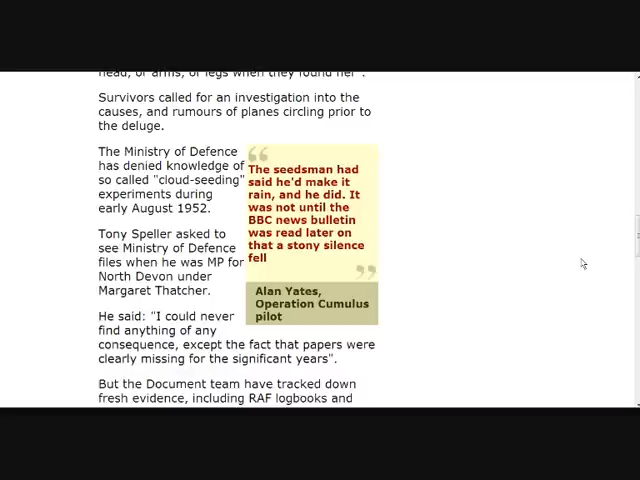 head, or arms, or legs when they found her".
Survivors called for an investigation into the
causes, and rumours of planes circling prior to
the deluge.
The Ministry of Defence
has denied knowledge of
so called "cloud-seeding"
experiments during
early August 1952.
“
The seedsman had
said he'd make it
rain, and he did. It
was not until the
BBC news bulletin
was read later on
that a stony silence
fell
”
Alan Yates,
Operation Cumulus
pilot
Tony Speller asked to
see Ministry of Defence
files when he was MP for
North Devon under
Margaret Thatcher.
He said: "I could never
find anything of any
consequence, except the fact that papers were
clearly missing for the significant years".
But the Document team have tracked down
fresh evidence, including RAF logbooks and